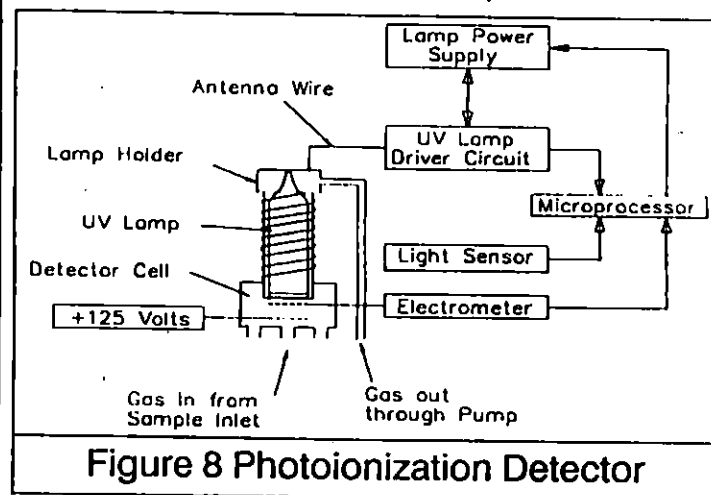 Lamp Power
Supply
Antenna Wire
Lamp Holder
UV Lamp
Driver Circuit
UV Lamp
Microprocessor
Light Sensor
Detector Cell
Electrometer
+125 Volts
Gas In from
Sample Inlet
Gas out
through Pump
Figure 8 Photoionization Detector